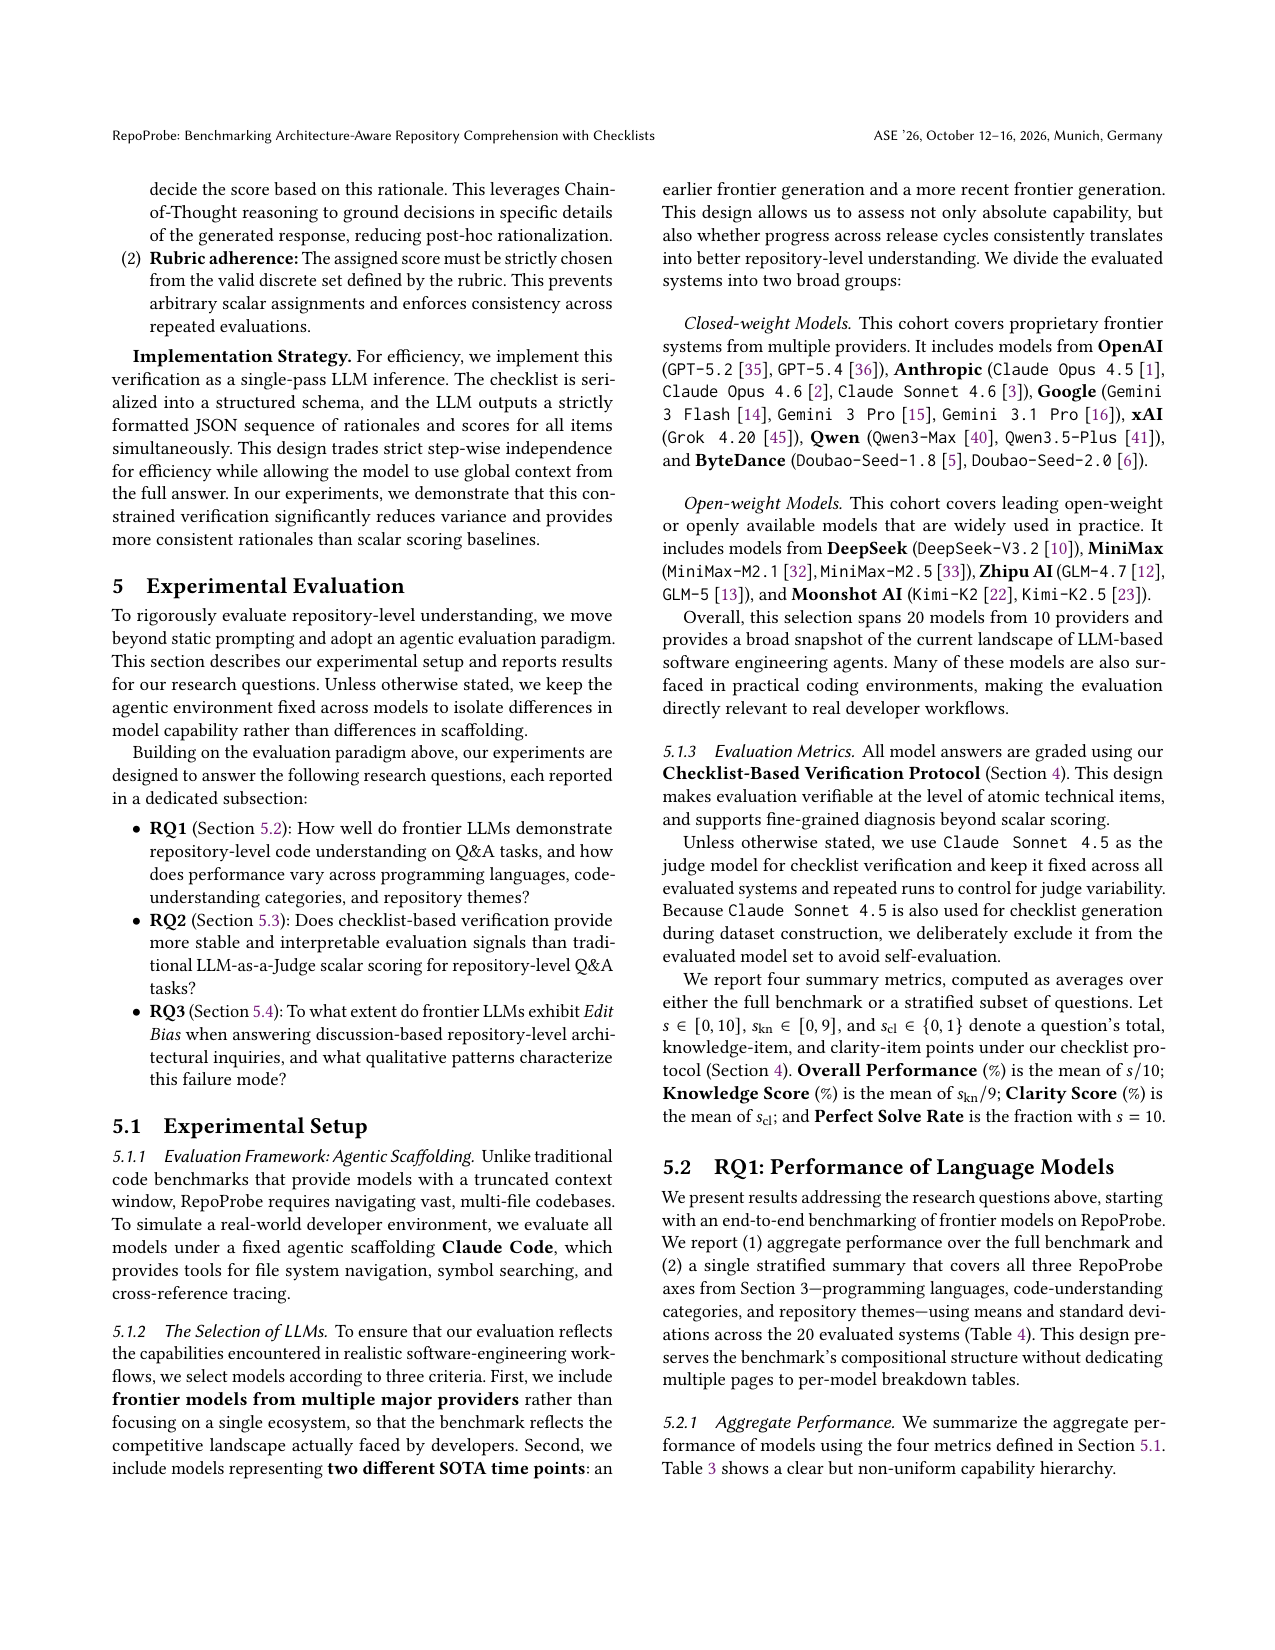 RepoProbe: Benchmarking Architecture-Aware Repository Comprehension with Checklists
ASE ’26, October 12–16, 2026, Munich, Germany
decide the score based on this rationale. This leverages Chain-
of-Thought reasoning to ground decisions in specific details
of the generated response, reducing post-hoc rationalization.
(2) Rubric adherence: The assigned score must be strictly chosen
from the valid discrete set defined by the rubric. This prevents
arbitrary scalar assignments and enforces consistency across
repeated evaluations.
Implementation Strategy. For efficiency, we implement this
verification as a single-pass LLM inference. The checklist is seri-
alized into a structured schema, and the LLM outputs a strictly
formatted JSON sequence of rationales and scores for all items
simultaneously. This design trades strict step-wise independence
for efficiency while allowing the model to use global context from
the full answer. In our experiments, we demonstrate that this con-
strained verification significantly reduces variance and provides
more consistent rationales than scalar scoring baselines.
5 Experimental Evaluation
To rigorously evaluate repository-level understanding, we move
beyond static prompting and adopt an agentic evaluation paradigm.
This section describes our experimental setup and reports results
for our research questions. Unless otherwise stated, we keep the
agentic environment fixed across models to isolate differences in
model capability rather than differences in scaffolding.
Building on the evaluation paradigm above, our experiments are
designed to answer the following research questions, each reported
in a dedicated subsection:
• RQ1 (Section 5.2): How well do frontier LLMs demonstrate
repository-level code understanding on Q&A tasks, and how
does performance vary across programming languages, code-
understanding categories, and repository themes?
• RQ2 (Section 5.3): Does checklist-based verification provide
more stable and interpretable evaluation signals than tradi-
tional LLM-as-a-Judge scalar scoring for repository-level Q&A
tasks?
• RQ3 (Section 5.4): To what extent do frontier LLMs exhibit Edit
Bias when answering discussion-based repository-level archi-
tectural inquiries, and what qualitative patterns characterize
this failure mode?
5.1 Experimental Setup
5.1.1 Evaluation Framework: Agentic Scaffolding. Unlike traditional
code benchmarks that provide models with a truncated context
window, RepoProbe requires navigating vast, multi-file codebases.
To simulate a real-world developer environment, we evaluate all
models under a fixed agentic scaffolding Claude Code, which
provides tools for file system navigation, symbol searching, and
cross-reference tracing.
5.1.2 The Selection of LLMs. To ensure that our evaluation reflects
the capabilities encountered in realistic software-engineering work-
flows, we select models according to three criteria. First, we include
frontier models from multiple major providers rather than
focusing on a single ecosystem, so that the benchmark reflects the
competitive landscape actually faced by developers. Second, we
include models representing two different SOTA time points: an
earlier frontier generation and a more recent frontier generation.
This design allows us to assess not only absolute capability, but
also whether progress across release cycles consistently translates
into better repository-level understanding. We divide the evaluated
systems into two broad groups:
Closed-weight Models. This cohort covers proprietary frontier
systems from multiple providers. It includes models from OpenAI
(GPT-5.2 [35], GPT-5.4 [36]), Anthropic (Claude Opus 4.5 [1],
Claude Opus 4.6 [2], Claude Sonnet 4.6 [3]), Google (Gemini
3 Flash [14], Gemini 3 Pro [15], Gemini 3.1 Pro [16]), xAI
(Grok 4.20 [45]), Qwen (Qwen3-Max [40], Qwen3.5-Plus [41]),
and ByteDance (Doubao-Seed-1.8 [5], Doubao-Seed-2.0 [6]).
Open-weight Models. This cohort covers leading open-weight
or openly available models that are widely used in practice. It
includes models from DeepSeek (DeepSeek-V3.2 [10]), MiniMax
(MiniMax-M2.1 [32], MiniMax-M2.5 [33]), Zhipu AI (GLM-4.7 [12],
GLM-5 [13]), and Moonshot AI (Kimi-K2 [22], Kimi-K2.5 [23]).
Overall, this selection spans 20 models from 10 providers and
provides a broad snapshot of the current landscape of LLM-based
software engineering agents. Many of these models are also sur-
faced in practical coding environments, making the evaluation
directly relevant to real developer workflows.
5.1.3 Evaluation Metrics. All model answers are graded using our
Checklist-Based Verification Protocol (Section 4). This design
makes evaluation verifiable at the level of atomic technical items,
and supports fine-grained diagnosis beyond scalar scoring.
Unless otherwise stated, we use Claude Sonnet 4.5 as the
judge model for checklist verification and keep it fixed across all
evaluated systems and repeated runs to control for judge variability.
Because Claude Sonnet 4.5 is also used for checklist generation
during dataset construction, we deliberately exclude it from the
evaluated model set to avoid self-evaluation.
We report four summary metrics, computed as averages over
either the full benchmark or a stratified subset of questions. Let
s ∈ [0, 10], s_kn ∈ [0, 9], and s_cl ∈ {0, 1} denote a question’s total,
knowledge-item, and clarity-item points under our checklist pro-
tocol (Section 4). Overall Performance (%) is the mean of s/10;
Knowledge Score (%) is the mean of s_kn/9; Clarity Score (%) is
the mean of s_cl; and Perfect Solve Rate is the fraction with s = 10.
5.2 RQ1: Performance of Language Models
We present results addressing the research questions above, starting
with an end-to-end benchmarking of frontier models on RepoProbe.
We report (1) aggregate performance over the full benchmark and
(2) a single stratified summary that covers all three RepoProbe
axes from Section 3—programming languages, code-understanding
categories, and repository themes—using means and standard devi-
ations across the 20 evaluated systems (Table 4). This design pre-
serves the benchmark’s compositional structure without dedicating
multiple pages to per-model breakdown tables.
5.2.1 Aggregate Performance. We summarize the aggregate per-
formance of models using the four metrics defined in Section 5.1.
Table 3 shows a clear but non-uniform capability hierarchy.